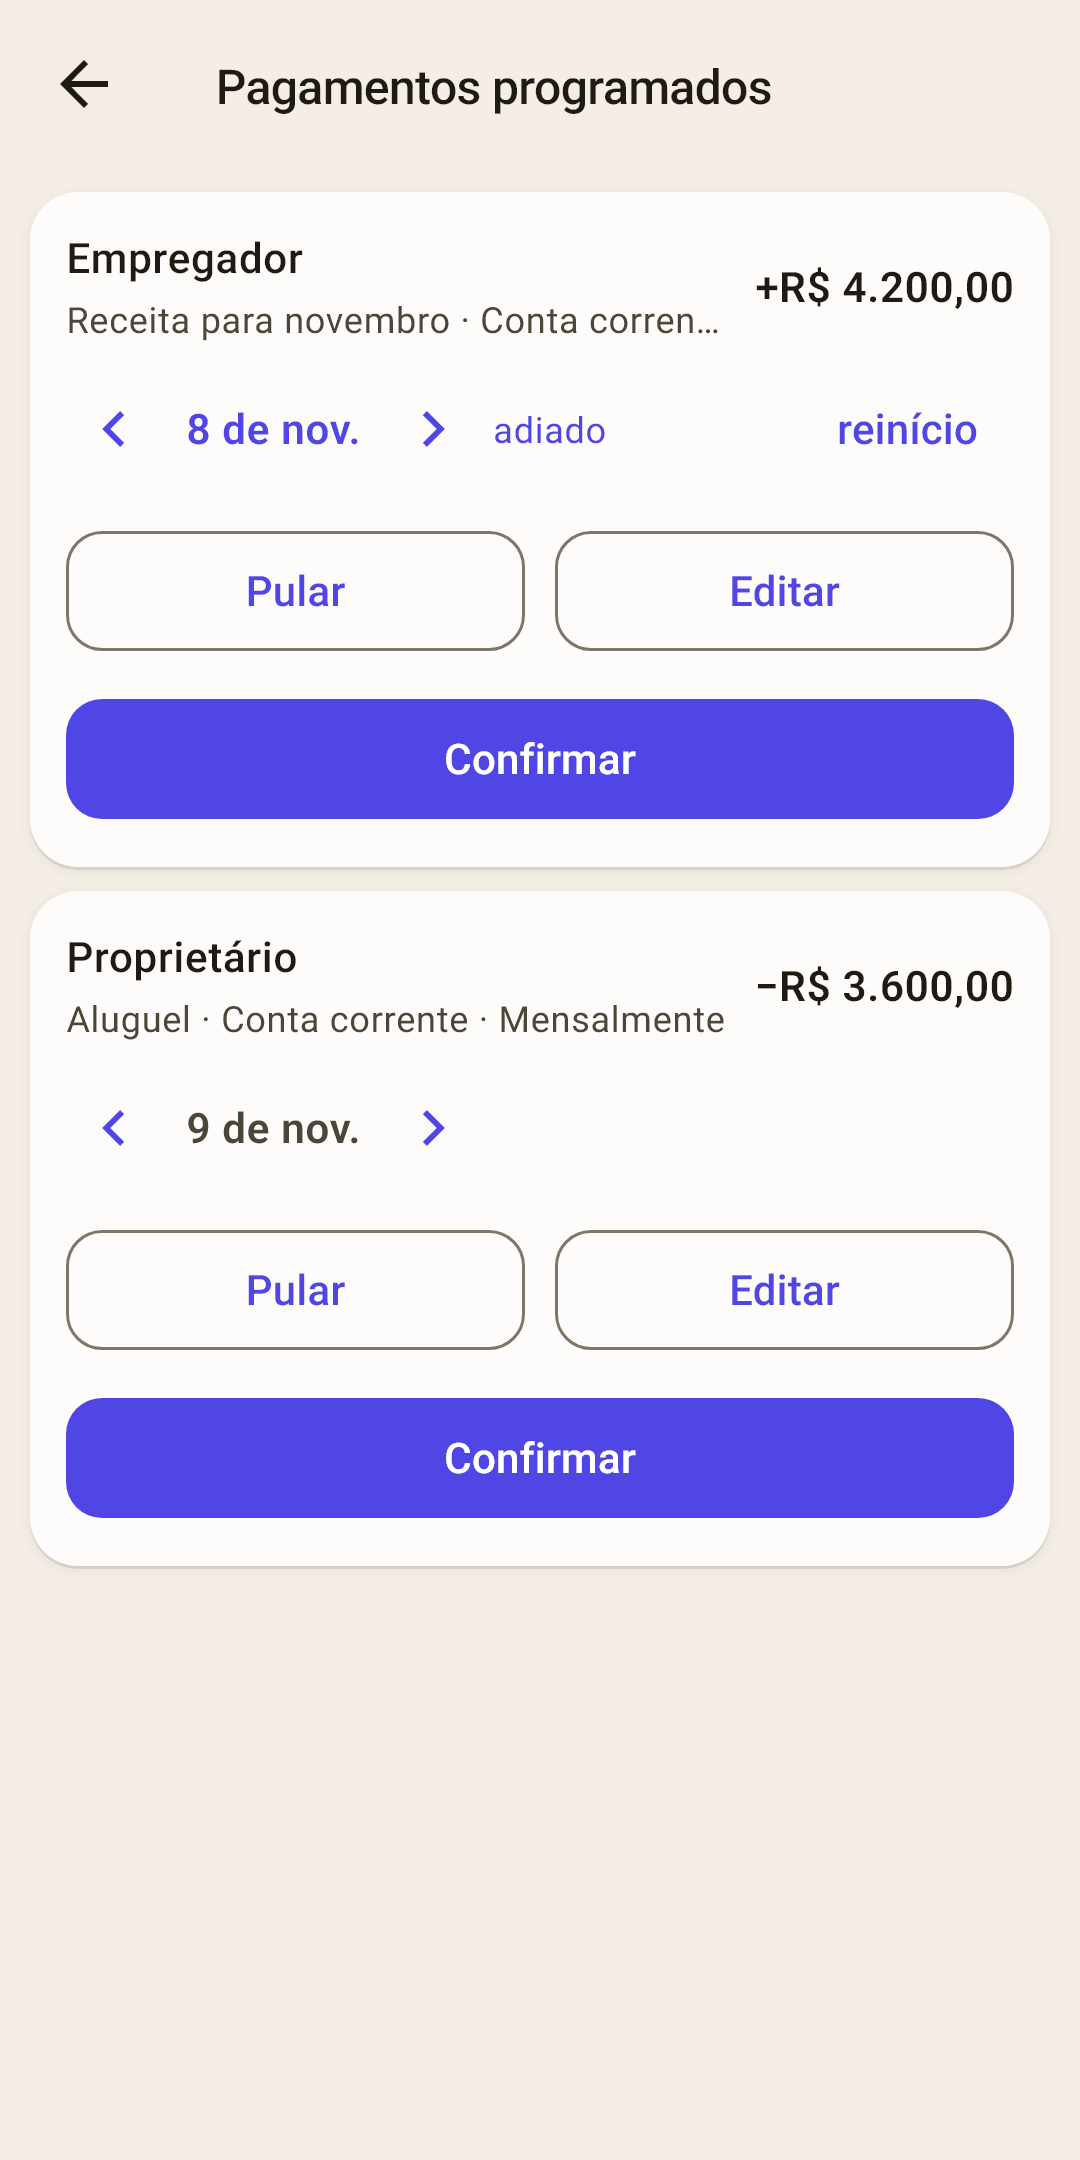 Pagamentos programados
Empregador
+R$ 4.200,00
Receita para novembro · Conta corren…
8 de nov.
adiado
reinício
Pular
Editar
Confirmar
Proprietário
−R$ 3.600,00
Aluguel · Conta corrente · Mensalmente
9 de nov.
Pular
Editar
Confirmar